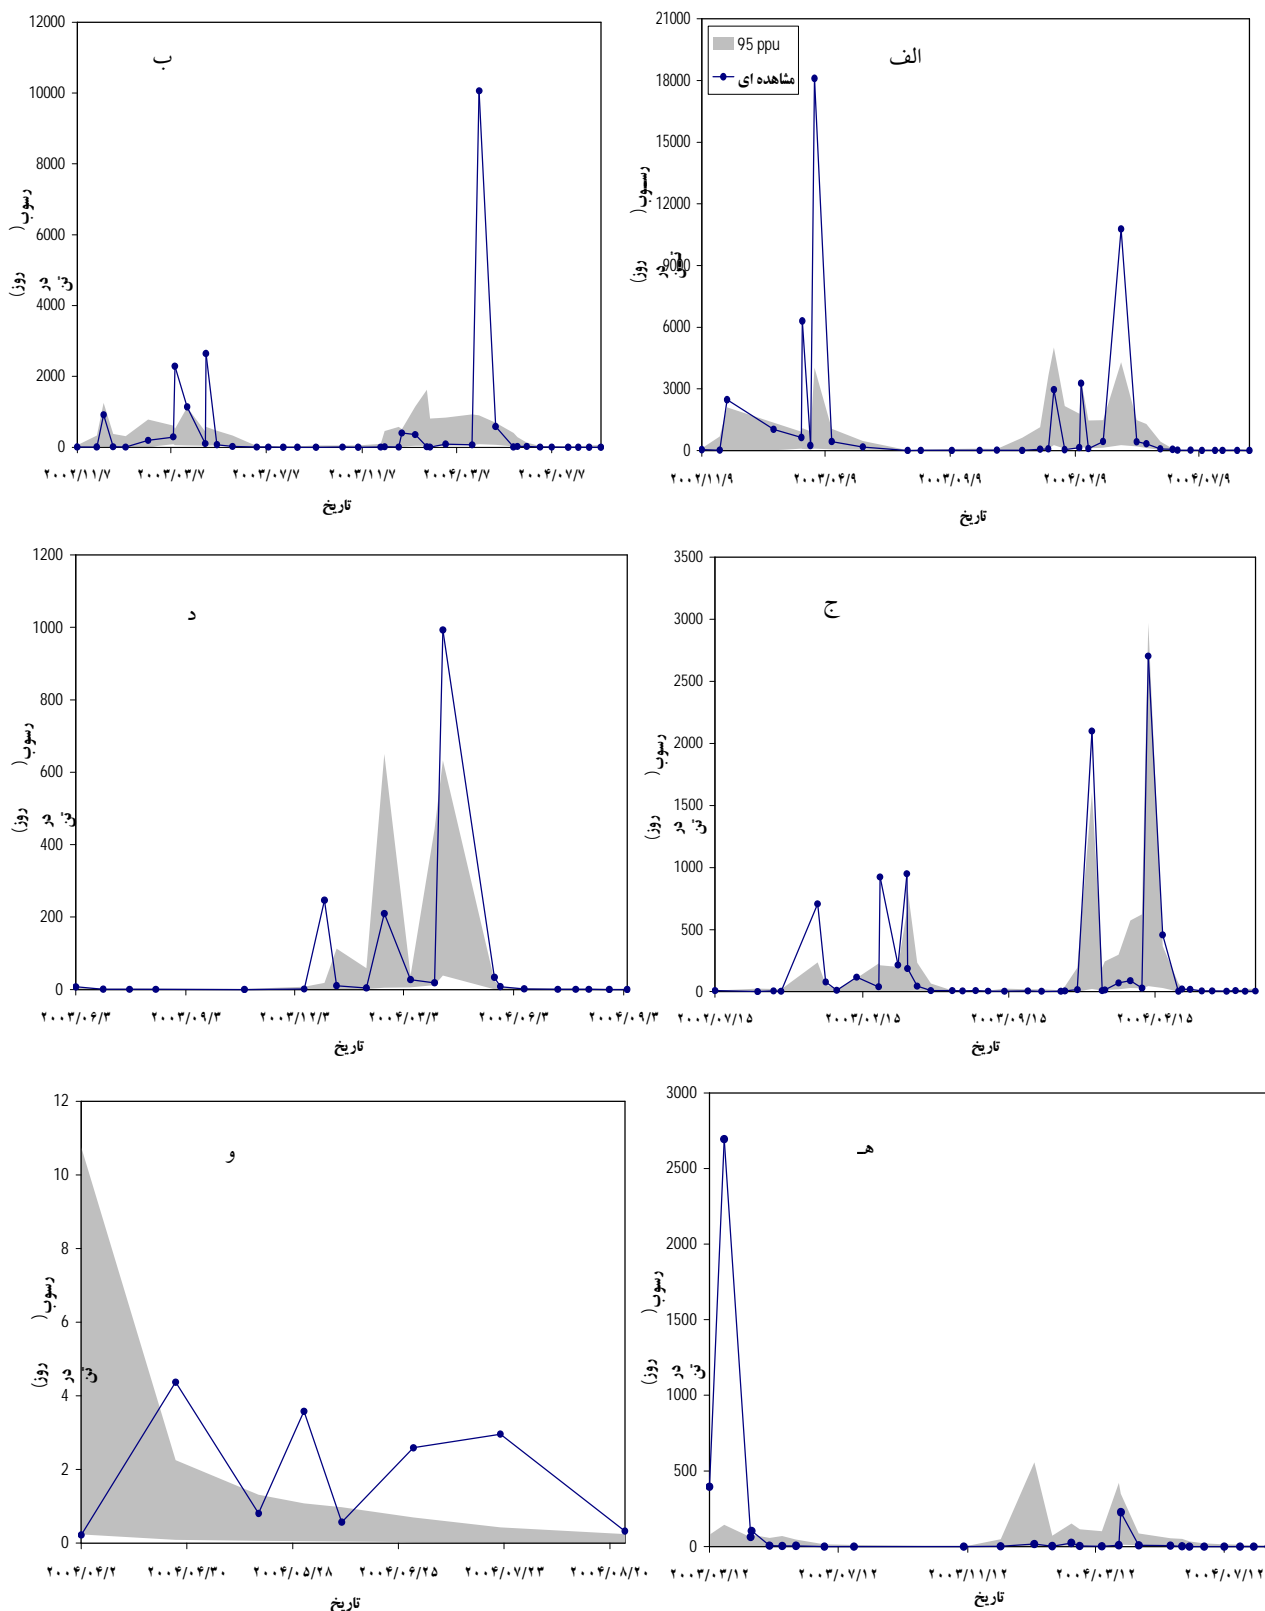 الف
95 ppu
مشاهده ای
21000
18000
15000
12000
9000
6000
3000
0
رسوب(
تن در
روز)
۲۰۰۲/۱۱/۹ ۲۰۰۳/۰۴/۹ ۲۰۰۳/۰۹/۹ ۲۰۰۴/۰۲/۹ ۲۰۰۴/۰۷/۹
تاریخ
ب
12000
10000
8000
6000
4000
2000
0
رسوب(
تن در
روز)
۲۰۰۲/۱۱/۷ ۲۰۰۳/۰۳/۷ ۲۰۰۳/۰۷/۷ ۲۰۰۳/۱۱/۷ ۲۰۰۴/۰۳/۷ ۲۰۰۴/۰۷/۷
تاریخ
ج
3500
3000
2500
2000
1500
1000
500
0
رسوب(
تن در
روز)
۲۰۰۲/۰۷/۱۵ ۲۰۰۳/۰۲/۱۵ ۲۰۰۳/۰۹/۱۵ ۲۰۰۴/۰۴/۱۵
تاریخ
د
1200
1000
800
600
400
200
0
رسوب(
تن در
روز)
۲۰۰۳/۰۶/۳ ۲۰۰۳/۰۹/۳ ۲۰۰۳/۱۲/۳ ۲۰۰۴/۰۳/۳ ۲۰۰۴/۰۶/۳ ۲۰۰۴/۰۹/۳
تاریخ
هـ
3000
2500
2000
1500
1000
500
0
رسوب(
تن در
روز)
۲۰۰۳/۰۳/۱۲ ۲۰۰۳/۰۷/۱۲ ۲۰۰۳/۱۱/۱۲ ۲۰۰۴/۰۳/۱۲ ۲۰۰۴/۰۷/۱۲
تاریخ
و
12
10
8
6
4
2
0
رسوب(
تن در
روز)
۲۰۰۴/۰۴/۲ ۲۰۰۴/۰۴/۳۰ ۲۰۰۴/۰۵/۲۸ ۲۰۰۴/۰۶/۲۵ ۲۰۰۴/۰۷/۲۳ ۲۰۰۴/۰۸/۲۰
تاریخ